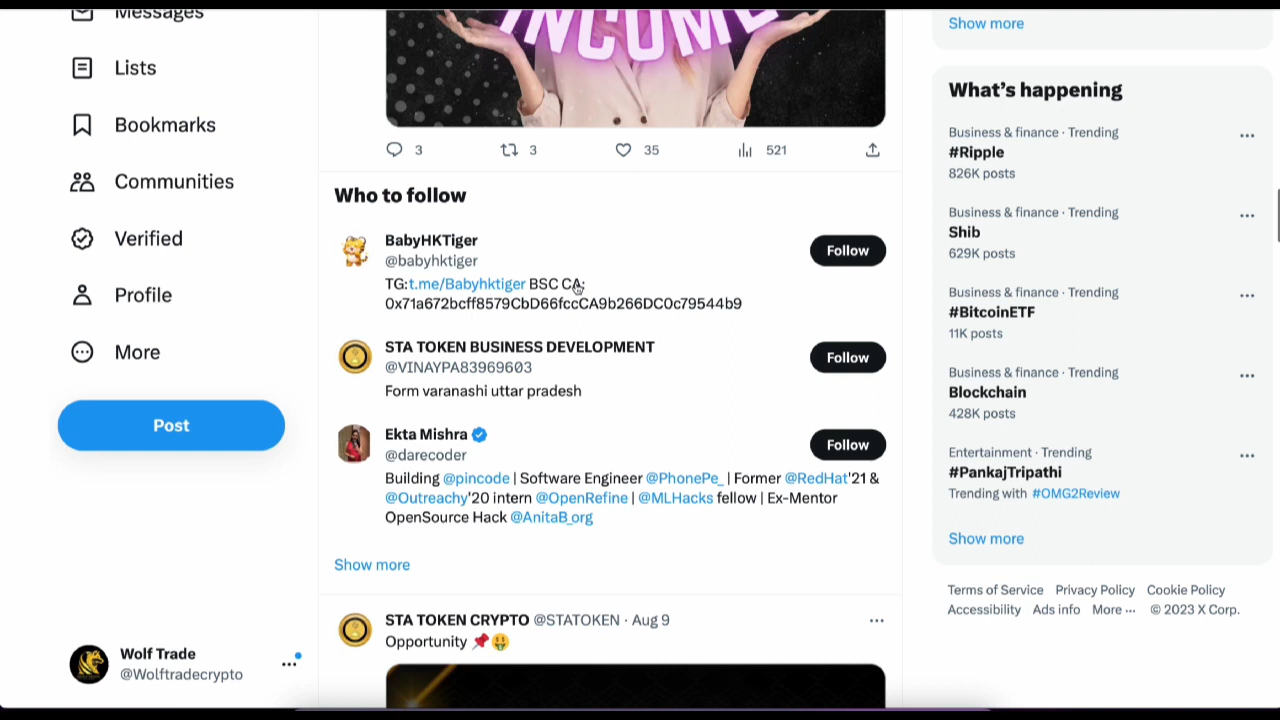 Messages
Lists
Bookmarks
Communities
Verified
Profile
More
Post
Wolf Trade
@Wolftradecrypto
INCOME
3
3
35
521
Who to follow
BabyHKTiger
@babyhktiger
Follow
TG:t.me/Babyhktiger BSC CA:
0x71a672bcff8579CbD66fccCA9b266DC0c79544b9
STA TOKEN BUSINESS DEVELOPMENT
@VINAYPA83969603
Follow
Form varanashi uttar pradesh
Ekta Mishra
@darecoder
Follow
Building @pincode | Software Engineer @PhonePe_ | Former @RedHat'21 &
@Outreachy'20 intern @OpenRefine | @MLHacks fellow | Ex-Mentor
OpenSource Hack @AnitaB_org
Show more
STA TOKEN CRYPTO @STATOKEN · Aug 9
Opportunity 📌🤑
Show more
What's happening
Business & finance · Trending
#Ripple
826K posts
Business & finance · Trending
Shib
629K posts
Business & finance · Trending
#BitcoinETF
11K posts
Business & finance · Trending
Blockchain
428K posts
Entertainment · Trending
#PankajTripathi
Trending with #OMG2Review
Show more
Terms of Service Privacy Policy Cookie Policy
Accessibility Ads info More ··· © 2023 X Corp.